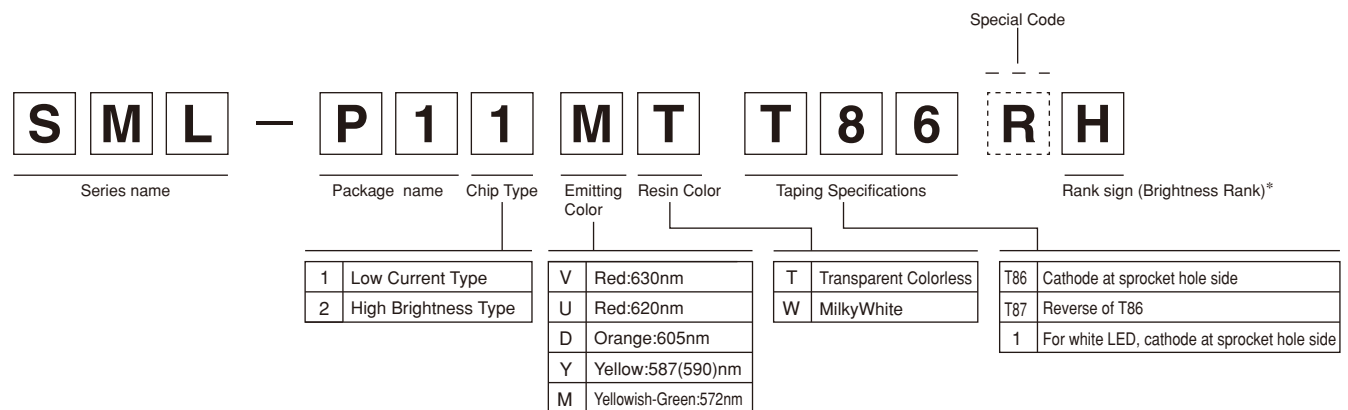 Special Code
S M L — P 1 1 M T T 8 6 R H
Series name Package name Chip Type Emitting Color Resin Color Taping Specifications Rank sign (Brightness Rank)*
1 Low Current Type
2 High Brightness Type
V Red:630nm
U Red:620nm
D Orange:605nm
Y Yellow:587(590)nm
M Yellowish-Green:572nm
T Transparent Colorless
W MilkyWhite
T86 Cathode at sprocket hole side
T87 Reverse of T86
1 For white LED, cathode at sprocket hole side